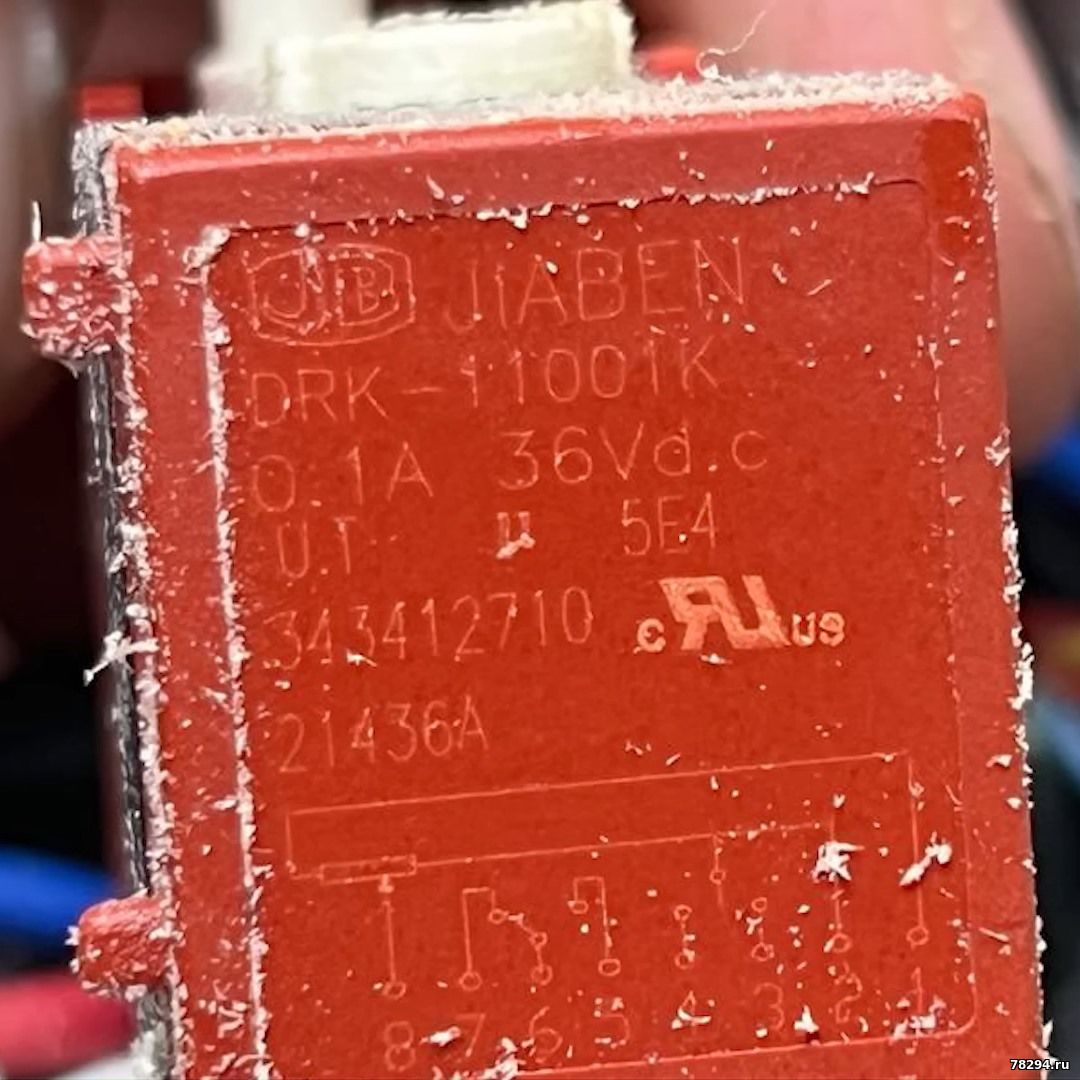 JB JIABEN
DRK-11001K
0.1A 36Vd.c
U.T µ 5E4
343412710 cRUus
21436A
8 7 6 5 4 3 2 1
78294.ru